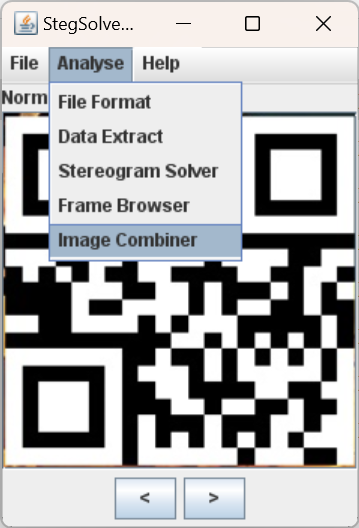 StegSolve...
File Analyse Help
Norm
File Format
Data Extract
Stereogram Solver
Frame Browser
Image Combiner
< >